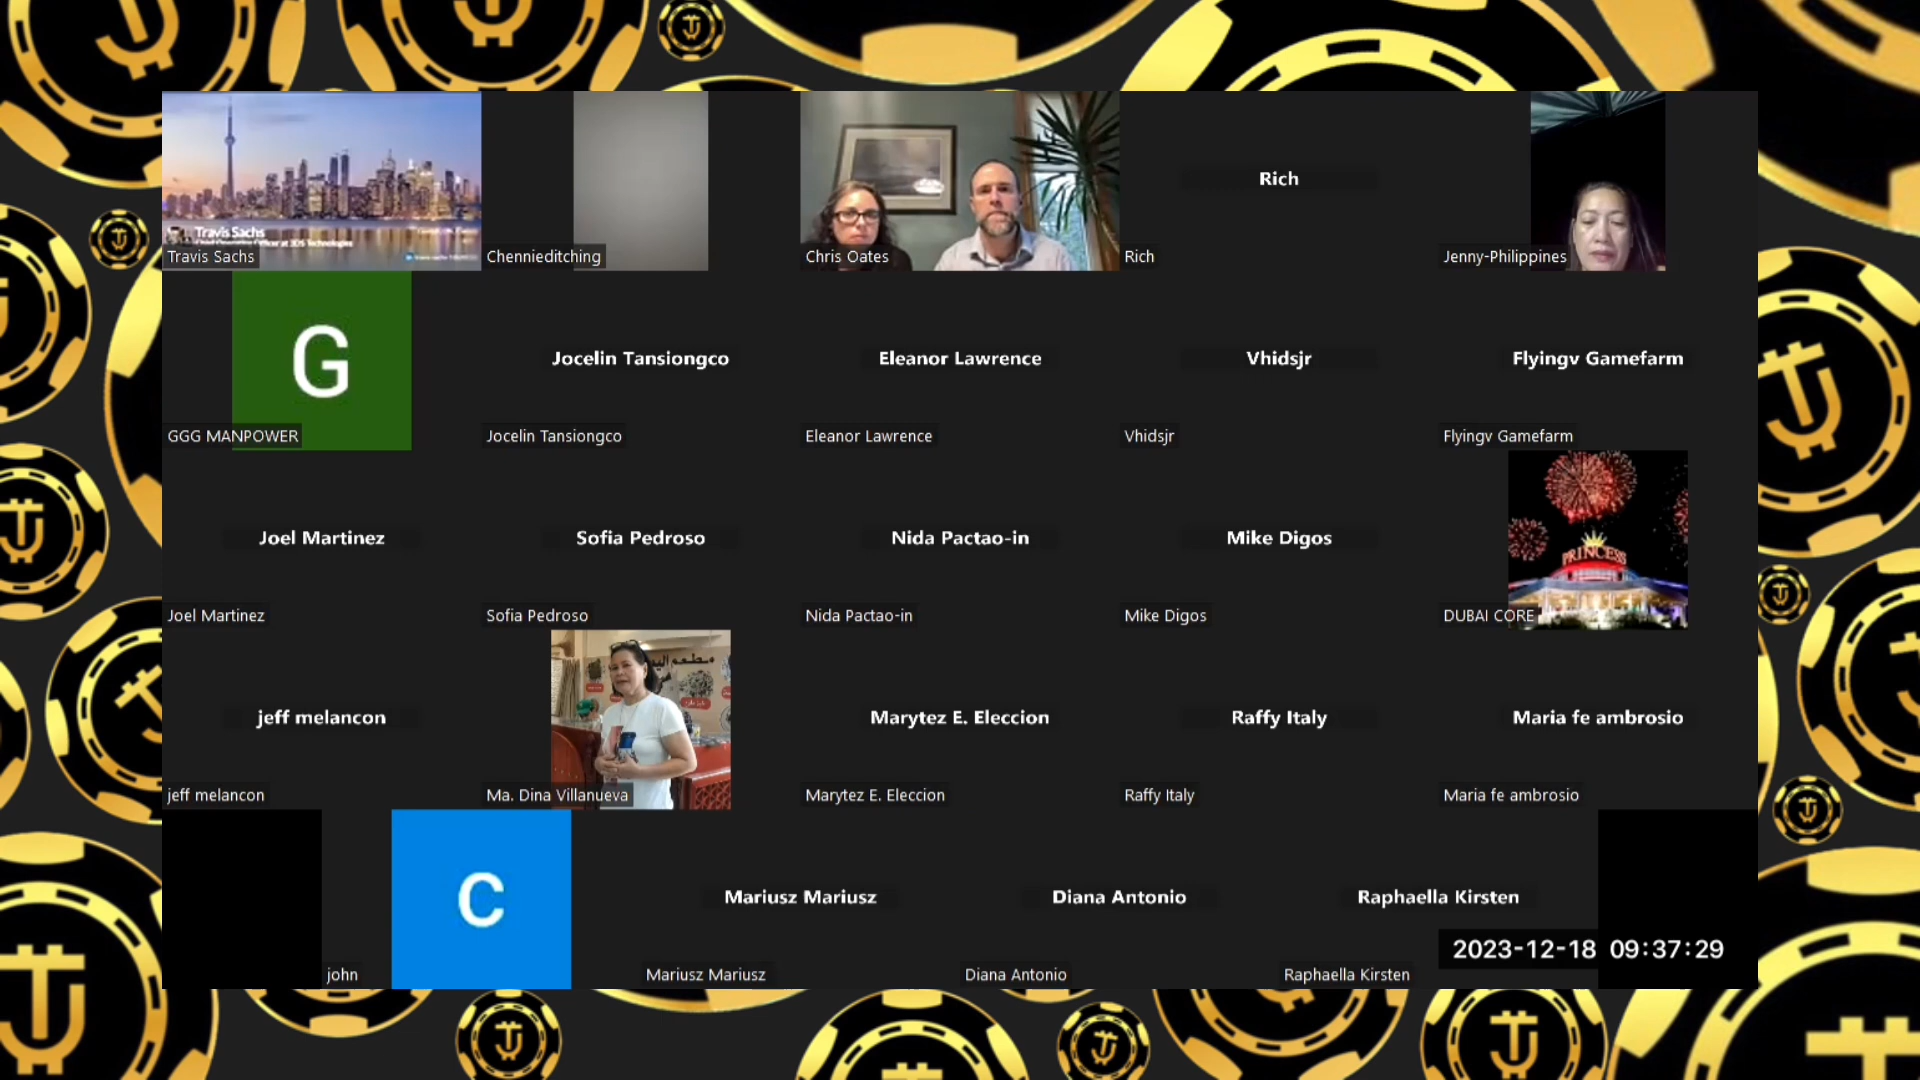 Travis Sachs
Travis Sachs
Chennieditching
Chris Oates
Rich
Rich
Jenny-Philippines
G
GGG MANPOWER
Jocelin Tansiongco
Jocelin Tansiongco
Eleanor Lawrence
Eleanor Lawrence
Vhidsjr
Vhidsjr
Flyingv Gamefarm
Flyingv Gamefarm
Joel Martinez
Joel Martinez
Sofia Pedroso
Sofia Pedroso
Nida Pactao-in
Nida Pactao-in
Mike Digos
Mike Digos
PRINCESS
DUBAI CORE
jeff melancon
jeff melancon
Ma. Dina Villanueva
Marytez E. Eleccion
Marytez E. Eleccion
Raffy Italy
Raffy Italy
Maria fe ambrosio
Maria fe ambrosio
C
john
Mariusz Mariusz
Mariusz Mariusz
Diana Antonio
Diana Antonio
Raphaella Kirsten
Raphaella Kirsten
2023-12-18 09:37:29